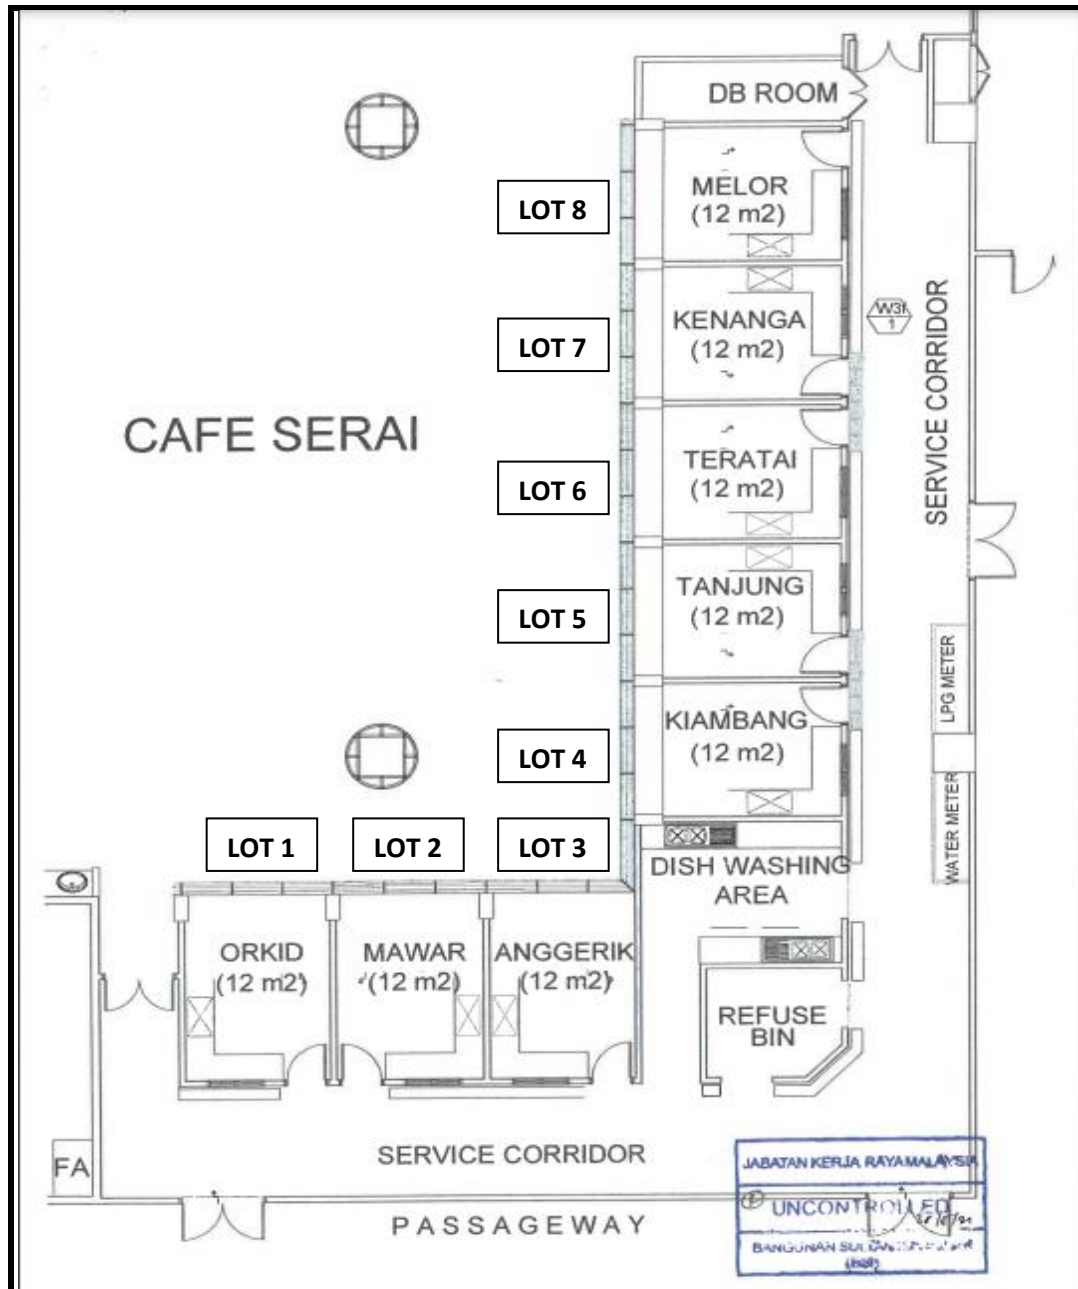 DB ROOM
LOT 8
MELOR
(12 m2)
LOT 7
KENANGA
(12 m2)
W3f
1
SERVICE CORRIDOR
CAFE SERAI
LOT 6
TERATAI
(12 m2)
LOT 5
TANJUNG
(12 m2)
LPG METER
LOT 4
KIAMBANG
(12 m2)
WATER METER
LOT 1
LOT 2
LOT 3
DISH WASHING
AREA
ORKID
(12 m2)
MAWAR
(12 m2)
ANGGERIK
(12 m2)
REFUSE
BIN
SERVICE CORRIDOR
FA
PASSAGEWAY
JABATAN KERJA RAYA MALAYSIA
UNCONTROLLED
BANGUNAN